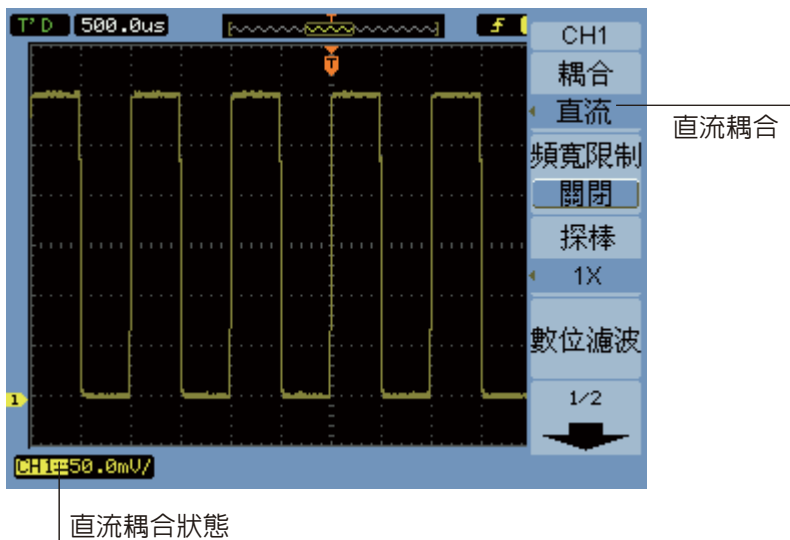 T'D 500.0us
T
T
CH1
耦合
直流
直流耦合
頻寬限制
關閉
探棒
1X
數位濾波
1
1/2
CH1 50.0mV/
直流耦合狀態